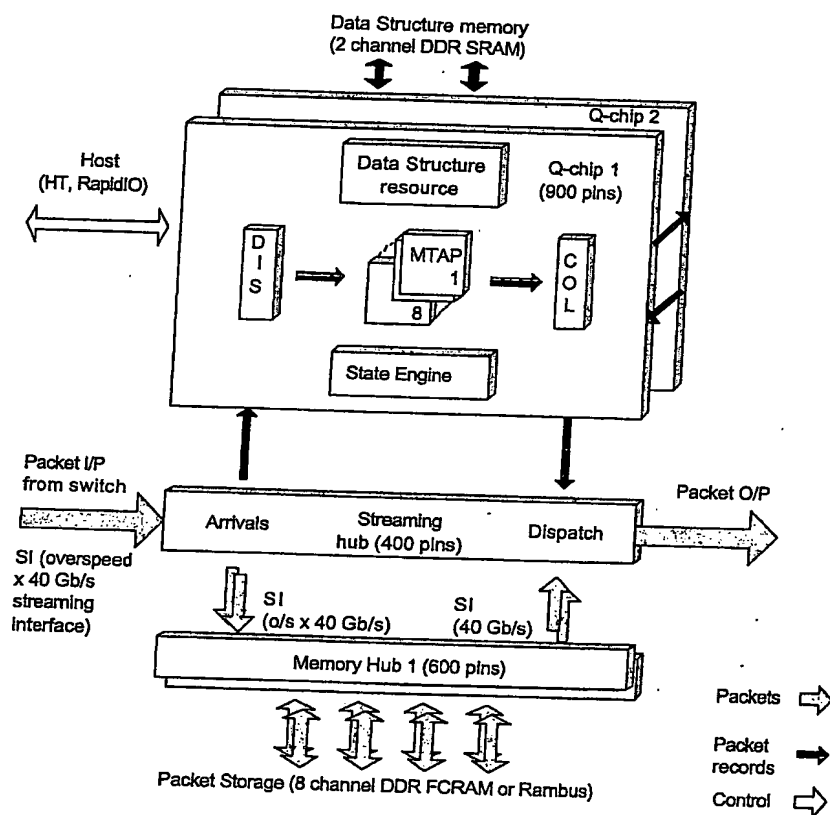 Data Structure memory
(2 channel DDR SRAM)
Q-chip 2
Host
(HT, RapidIO)
Data Structure
resource
Q-chip 1
(900 pins)
DIS
MTAP
1
8
COL
State Engine
Packet I/P
from switch
Arrivals
Streaming
hub (400 pins)
Dispatch
Packet O/P
SI (overspeed
x 40 Gb/s
streaming
interface)
SI
(o/s x 40 Gb/s)
SI
(40 Gb/s)
Memory Hub 1 (600 pins)
Packets
Packet
records
Control
Packet Storage (8 channel DDR FCRAM or Rambus)